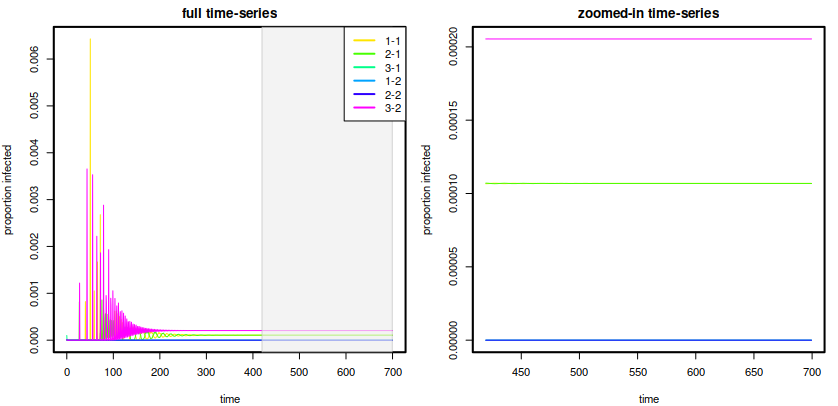 full time-series
proportion infected
0.000 0.001 0.002 0.003 0.004 0.005 0.006
1-1
2-1
3-1
1-2
2-2
3-2
0 100 200 300 400 500 600 700
time
zoomed-in time-series
proportion infected
0.00000 0.00005 0.00010 0.00015 0.00020
450 500 550 600 650 700
time